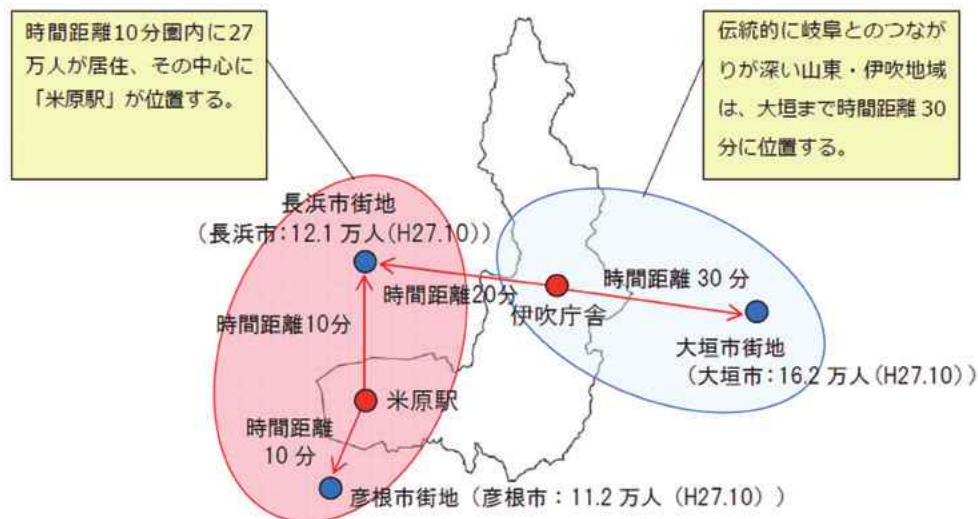 時間距離10分圏内に27
万人が居住、その中心に
「米原駅」が位置する。
伝統的に岐阜とのつなが
りが深い山東・伊吹地域
は、大垣まで時間距離30
分に位置する。
長浜市街地
(長浜市:12.1万人(H27.10))
時間距離20分
時間距離 30 分
伊吹庁舎
時間距離10分
大垣市街地
(大垣市:16.2万人(H27.10))
米原駅
時間距離
10 分
彦根市街地(彦根市:11.2万人(H27.10))